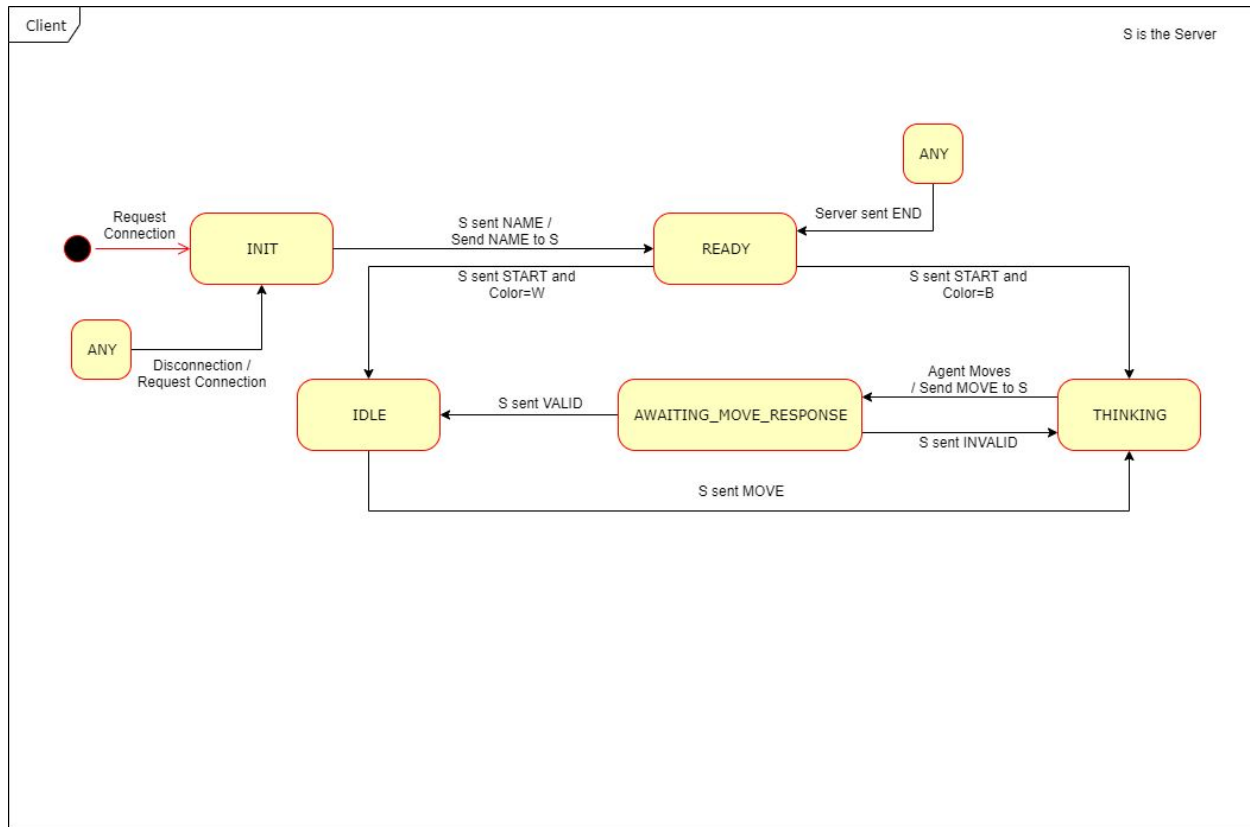 Client
S is the Server
ANY
Server sent END
Request
Connection
INIT
S sent NAME /
Send NAME to S
READY
S sent START and
Color=W
S sent START and
Color=B
ANY
Disconnection /
Request Connection
IDLE
S sent VALID
AWAITING_MOVE_RESPONSE
Agent Moves
/ Send MOVE to S
S sent INVALID
THINKING
S sent MOVE